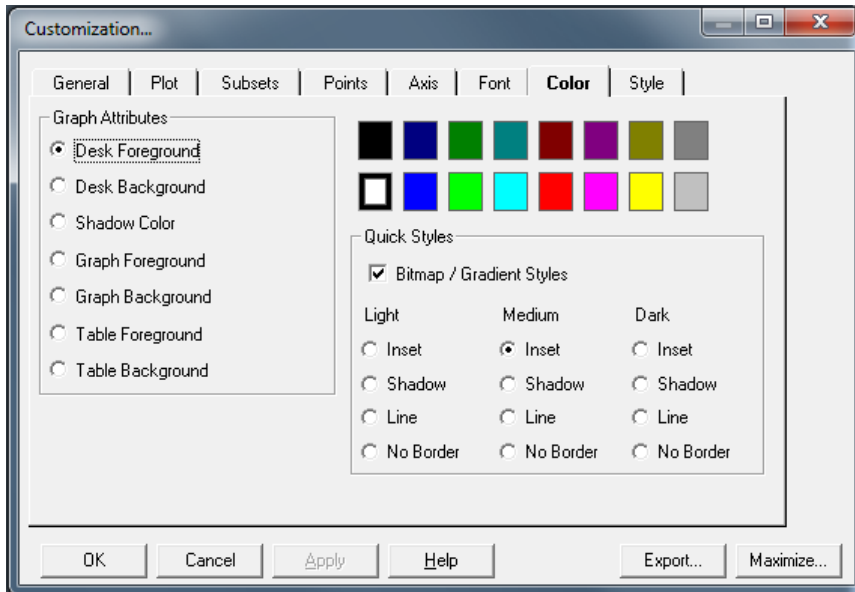 Customization...
General Plot Subsets Points Axis Font Color Style
Graph Attributes
Desk Foreground
Desk Background
Shadow Color
Graph Foreground
Graph Background
Table Foreground
Table Background
Quick Styles
Bitmap / Gradient Styles
Light Medium Dark
Inset Inset Inset
Shadow Shadow Shadow
Line Line Line
No Border No Border No Border
OK Cancel Apply Help Export... Maximize...